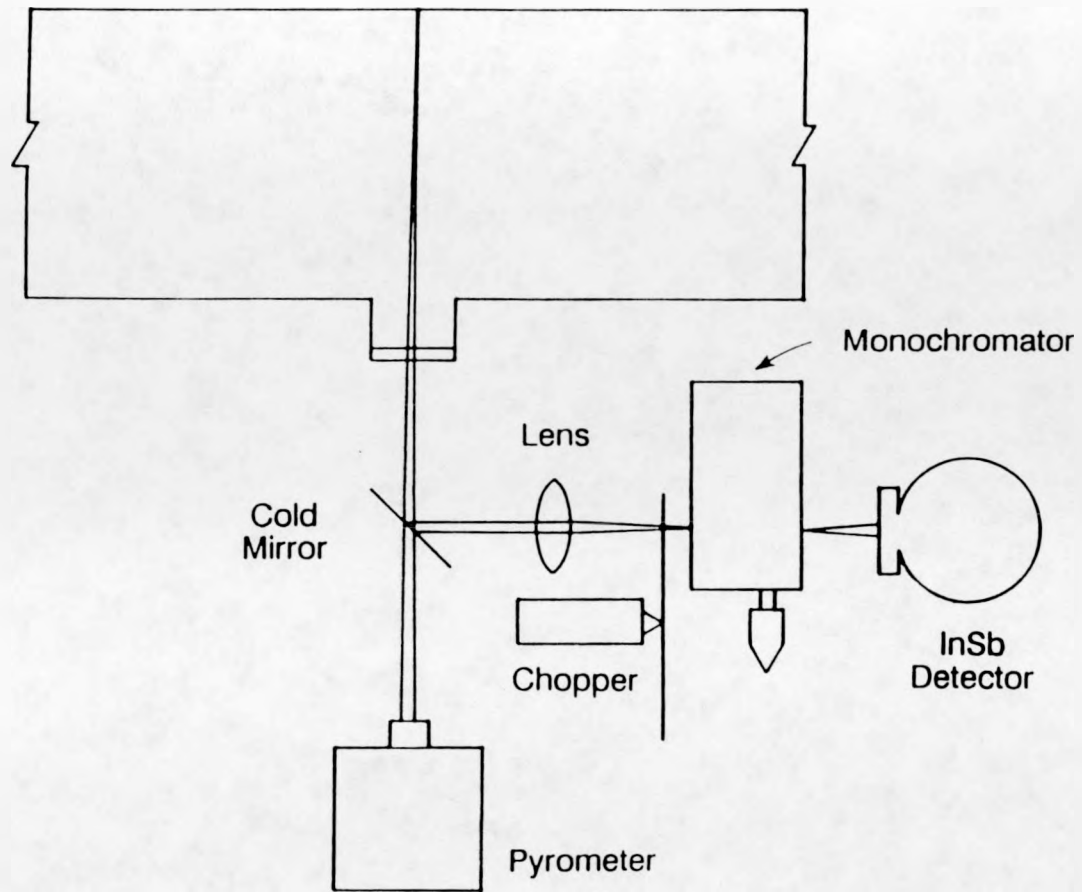 Monochromator
Lens
Cold
Mirror
Chopper
InSb
Detector
Pyrometer